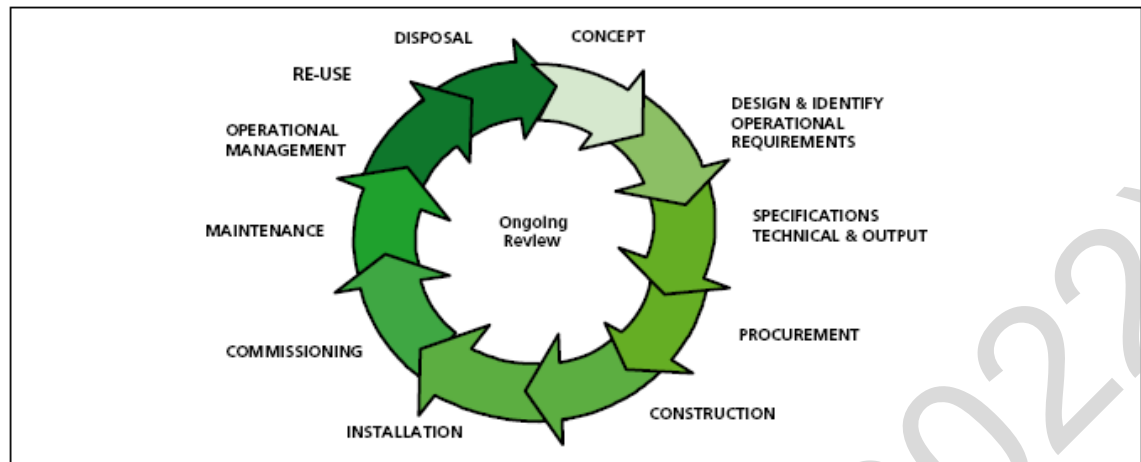 CONCEPT
DESIGN & IDENTIFY
OPERATIONAL
REQUIREMENTS
SPECIFICATIONS
TECHNICAL & OUTPUT
PROCUREMENT
CONSTRUCTION
INSTALLATION
COMMISSIONING
MAINTENANCE
OPERATIONAL
MANAGEMENT
RE-USE
DISPOSAL
Ongoing
Review
2022)